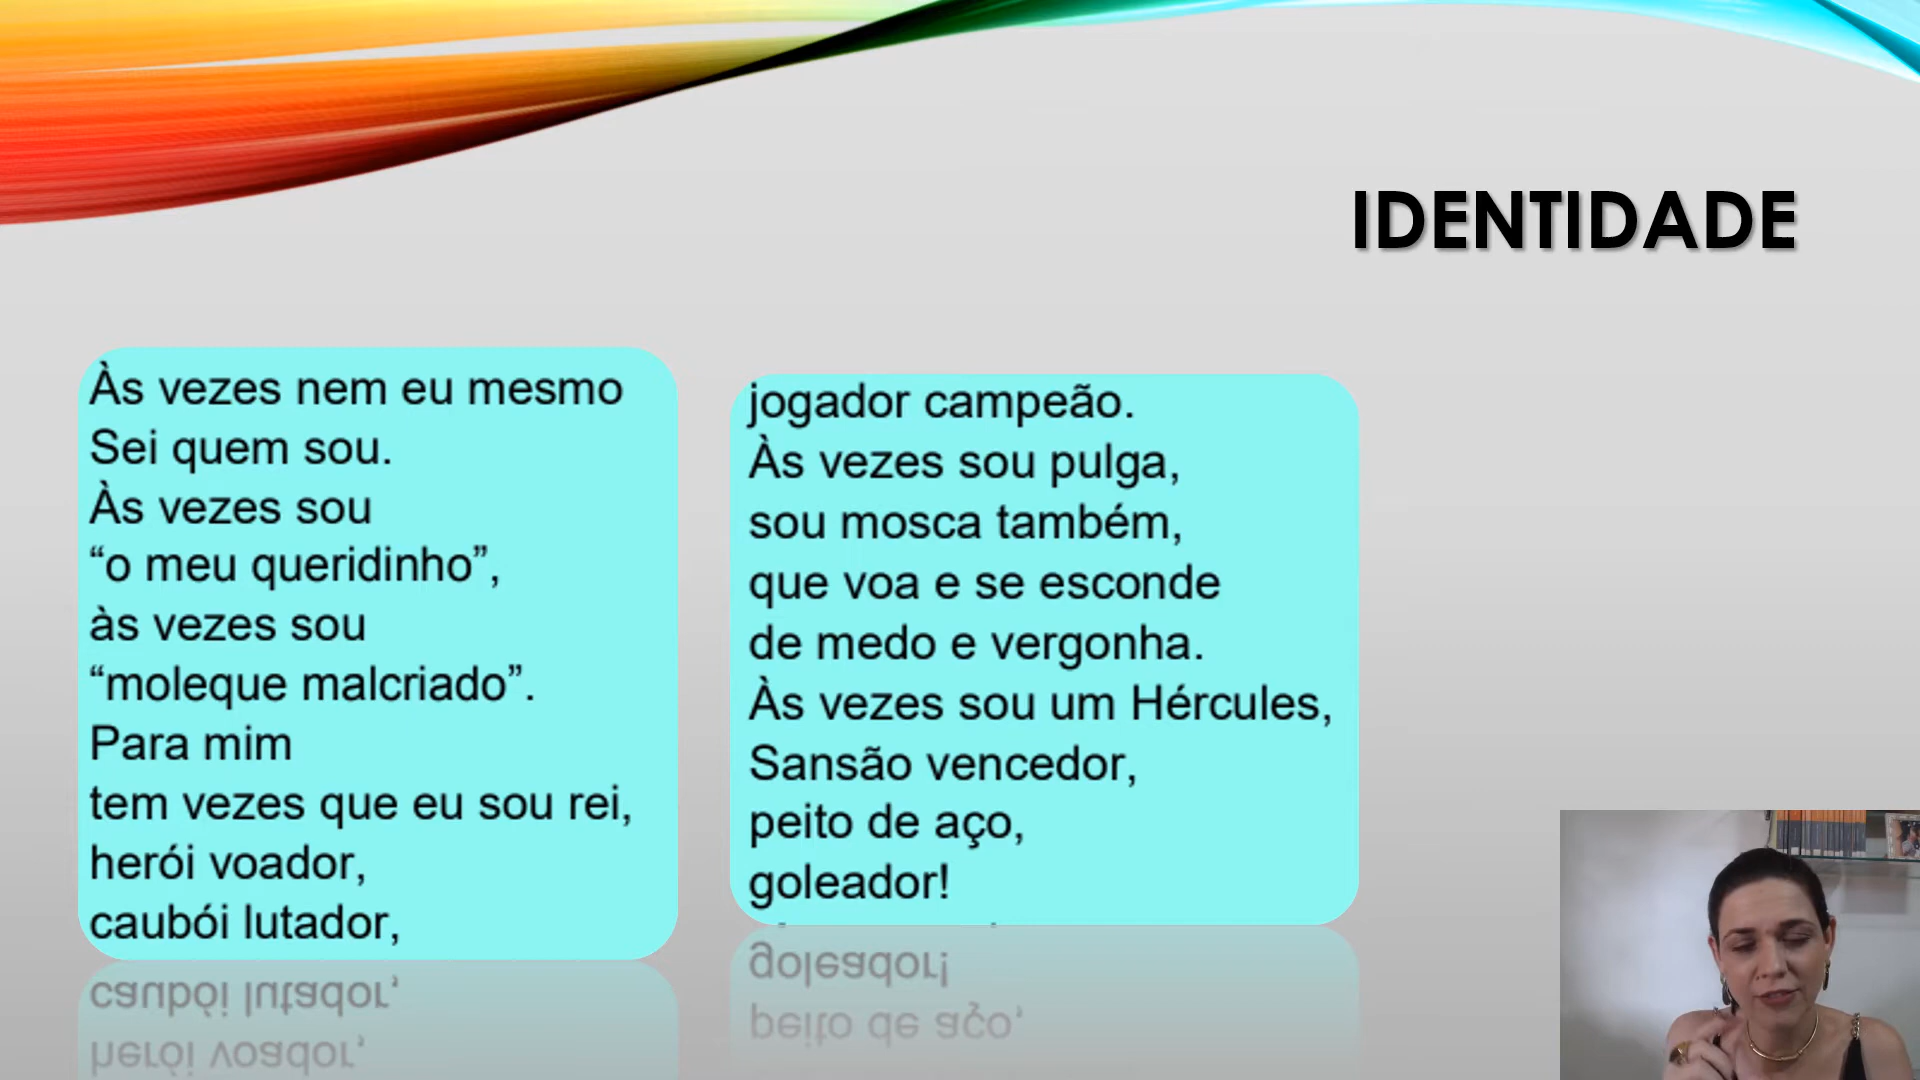 IDENTIDADE
Às vezes nem eu mesmo
Sei quem sou.
Às vezes sou
“o meu queridinho”,
às vezes sou
“moleque malcriado”.
Para mim
tem vezes que eu sou rei,
herói voador,
caubói lutador,
jogador campeão.
Às vezes sou pulga,
sou mosca também,
que voa e se esconde
de medo e vergonha.
Às vezes sou um Hércules,
Sansão vencedor,
peito de aço,
goleador!